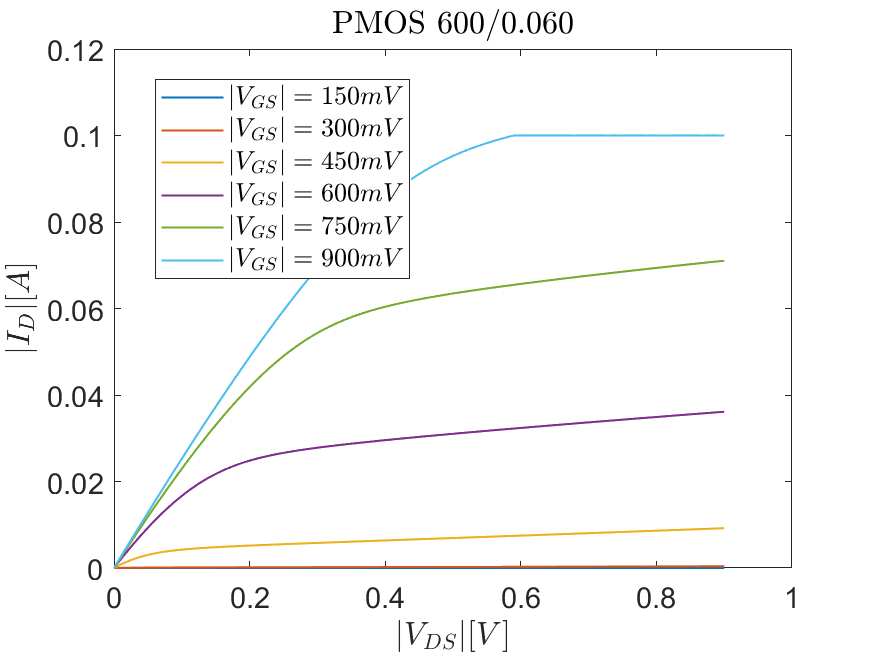 PMOS 600/0.060
0.12
0.1
0.08
0.06
0.04
0.02
0
|V_{GS}| = 150mV
|V_{GS}| = 300mV
|V_{GS}| = 450mV
|V_{GS}| = 600mV
|V_{GS}| = 750mV
|V_{GS}| = 900mV
|I_D|[A]
0 0.2 0.4 0.6 0.8 1
|V_{DS}|[V]